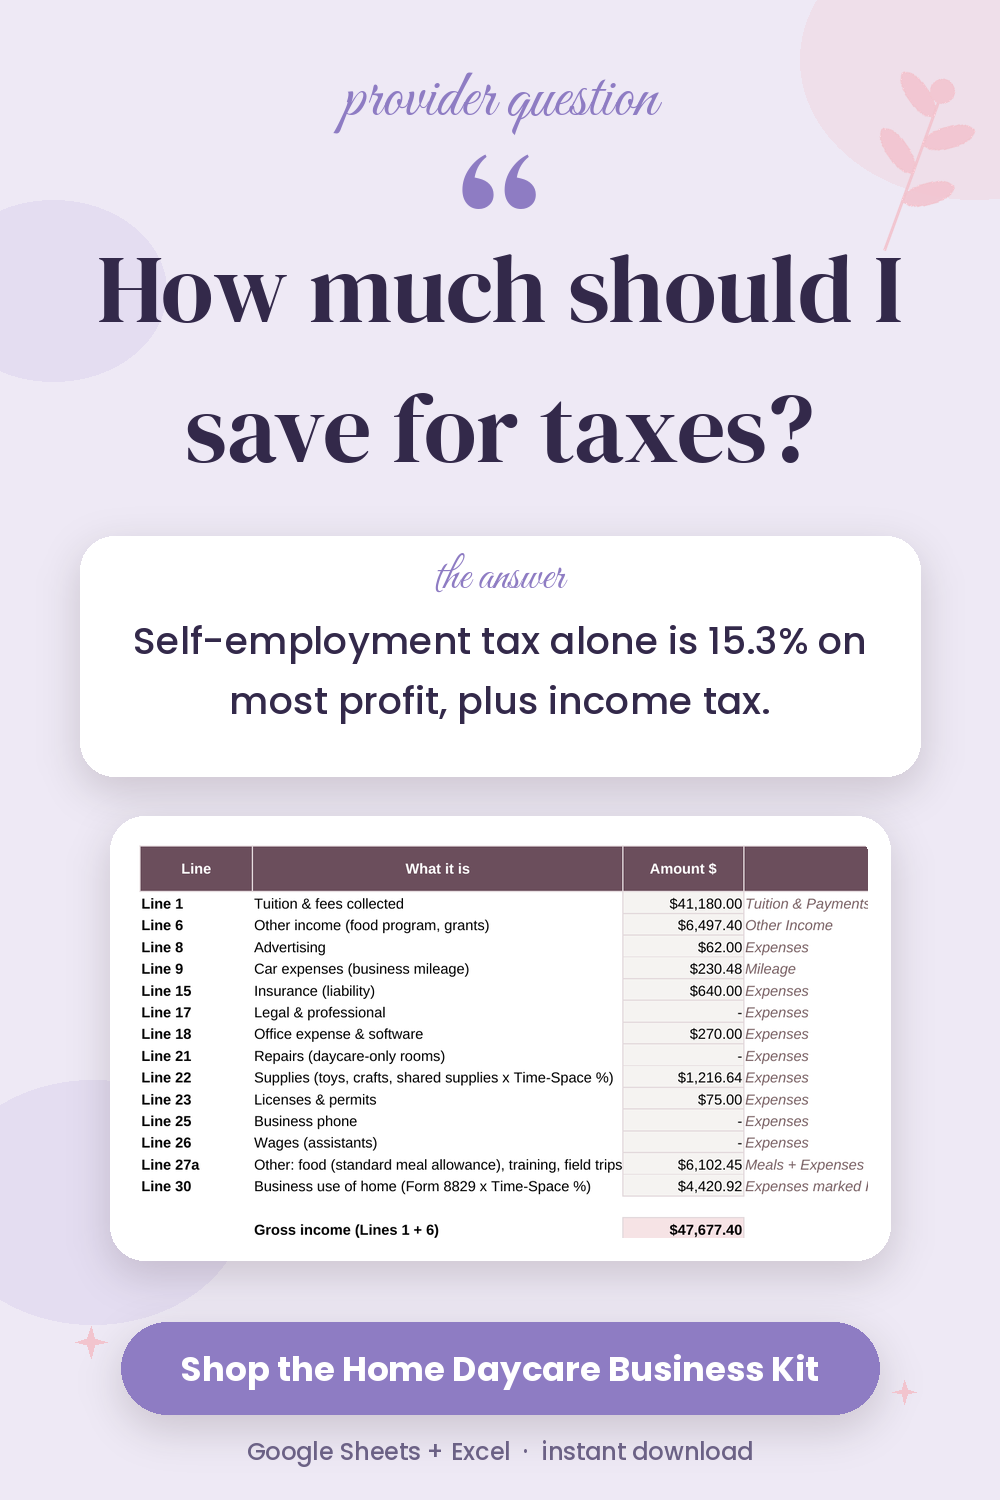 provider question
“
How much should I
save for taxes?
the answer
Self-employment tax alone is 15.3% on
most profit, plus income tax.
Line What it is Amount $
Line 1 Tuition & fees collected $41,180.00 Tuition & Payments
Line 6 Other income (food program, grants) $6,497.40 Other Income
Line 8 Advertising $62.00 Expenses
Line 9 Car expenses (business mileage) $230.48 Mileage
Line 15 Insurance (liability) $640.00 Expenses
Line 17 Legal & professional - Expenses
Line 18 Office expense & software $270.00 Expenses
Line 21 Repairs (daycare-only rooms) - Expenses
Line 22 Supplies (toys, crafts, shared supplies x Time-Space %) $1,216.64 Expenses
Line 23 Licenses & permits $75.00 Expenses
Line 25 Business phone - Expenses
Line 26 Wages (assistants) - Expenses
Line 27a Other: food (standard meal allowance), training, field trips $6,102.45 Meals + Expenses
Line 30 Business use of home (Form 8829 x Time-Space %) $4,420.92 Expenses marked
Gross income (Lines 1 + 6) $47,677.40
Shop the Home Daycare Business Kit
Google Sheets + Excel · instant download